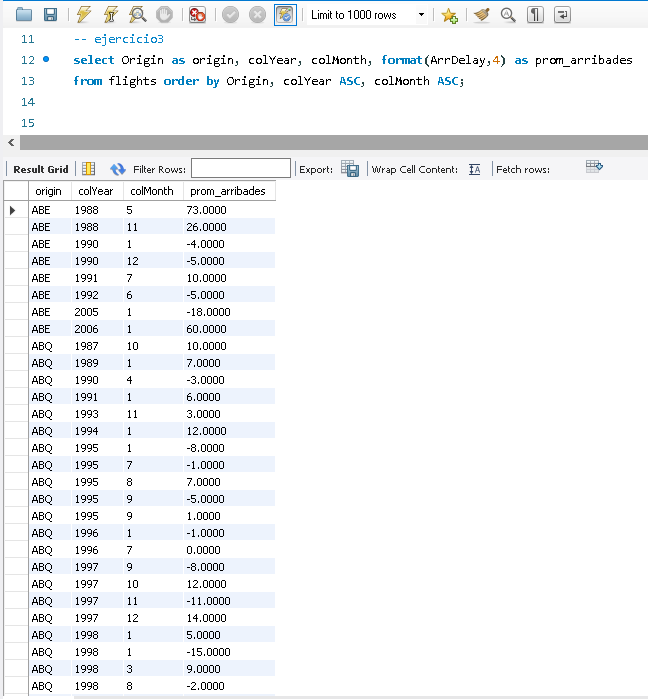 Limit to 1000 rows
11 -- ejercicio3
12 select Origin as origin, colYear, colMonth, format(ArrDelay,4) as prom_arribades
13 from flights order by Origin, colYear ASC, colMonth ASC;
14
15
Result Grid Filter Rows: Export: Wrap Cell Content: Fetch rows:
origin colYear colMonth prom_arribades
ABE 1988 5 73.0000
ABE 1988 11 26.0000
ABE 1990 1 -4.0000
ABE 1990 12 -5.0000
ABE 1991 7 10.0000
ABE 1992 6 -5.0000
ABE 2005 1 -18.0000
ABE 2006 1 60.0000
ABQ 1987 10 10.0000
ABQ 1989 1 7.0000
ABQ 1990 4 -3.0000
ABQ 1991 1 6.0000
ABQ 1993 11 3.0000
ABQ 1994 1 12.0000
ABQ 1995 1 -8.0000
ABQ 1995 7 -1.0000
ABQ 1995 8 7.0000
ABQ 1995 9 -5.0000
ABQ 1995 9 1.0000
ABQ 1996 1 -1.0000
ABQ 1996 7 0.0000
ABQ 1997 9 -8.0000
ABQ 1997 10 12.0000
ABQ 1997 11 -11.0000
ABQ 1997 12 14.0000
ABQ 1998 1 5.0000
ABQ 1998 1 -15.0000
ABQ 1998 3 9.0000
ABQ 1998 8 -2.0000